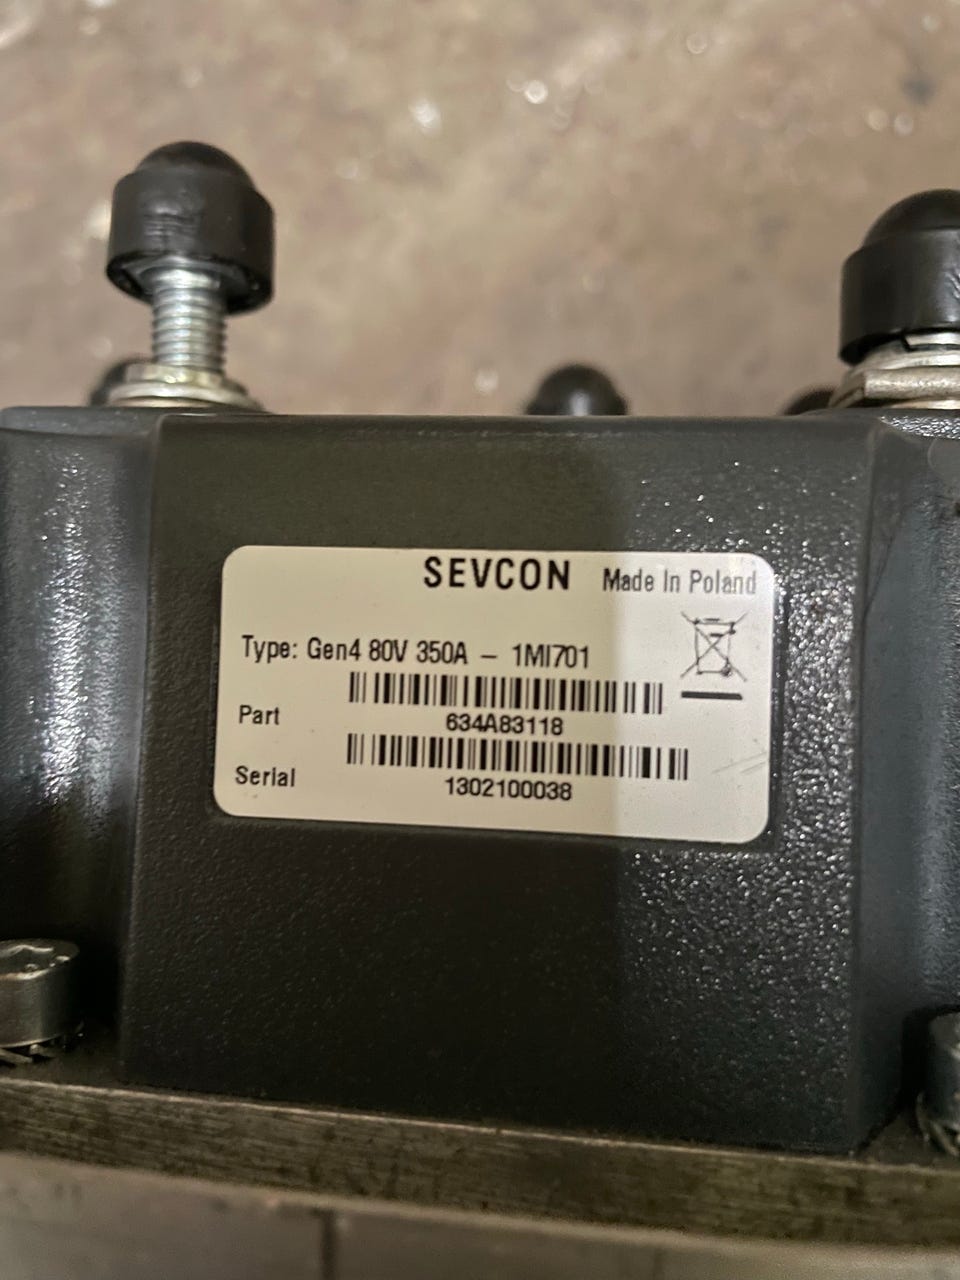 SEVCON Made In Poland
Type: Gen4 80V 350A – 1MI701
Part
634A83118
Serial
1302100038